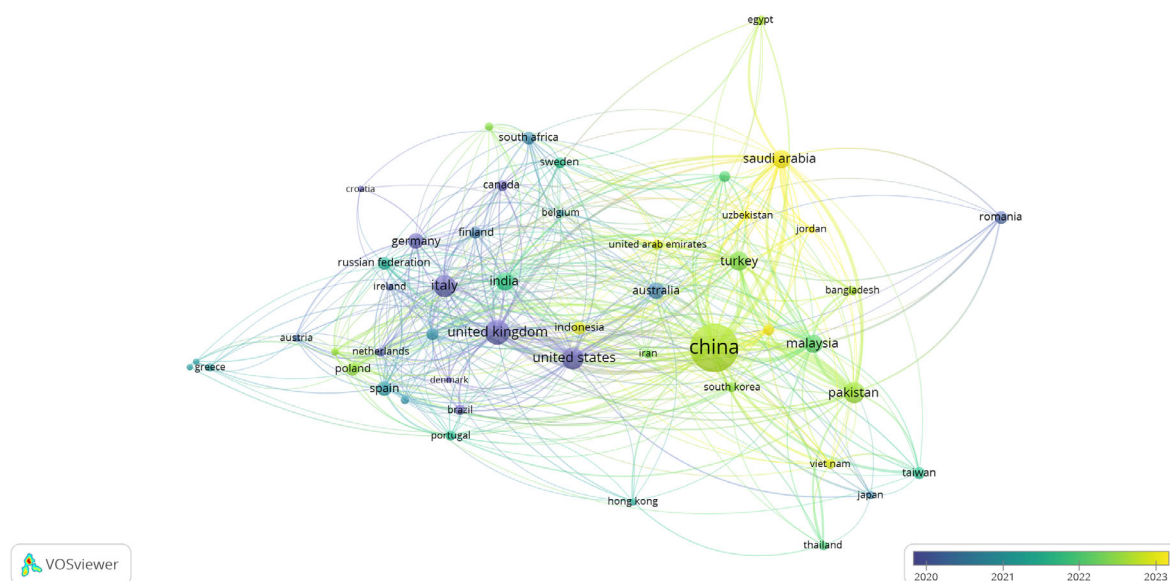 egypt
south africa
sweden
saudi arabia
canada
croatia
belgium
uzbekistan
romania
jordan
finland
germany
united arab emirates
russian federation
turkey
india
ireland
italy
australia
bangladesh
indonesia
united kingdom
austria
china
malaysia
netherlands
iran
united states
greece
poland
denmark
spain
south korea
pakistan
brazil
portugal
viet nam
taiwan
japan
hong kong
thailand
VOSviewer
2020 2021 2022 2023